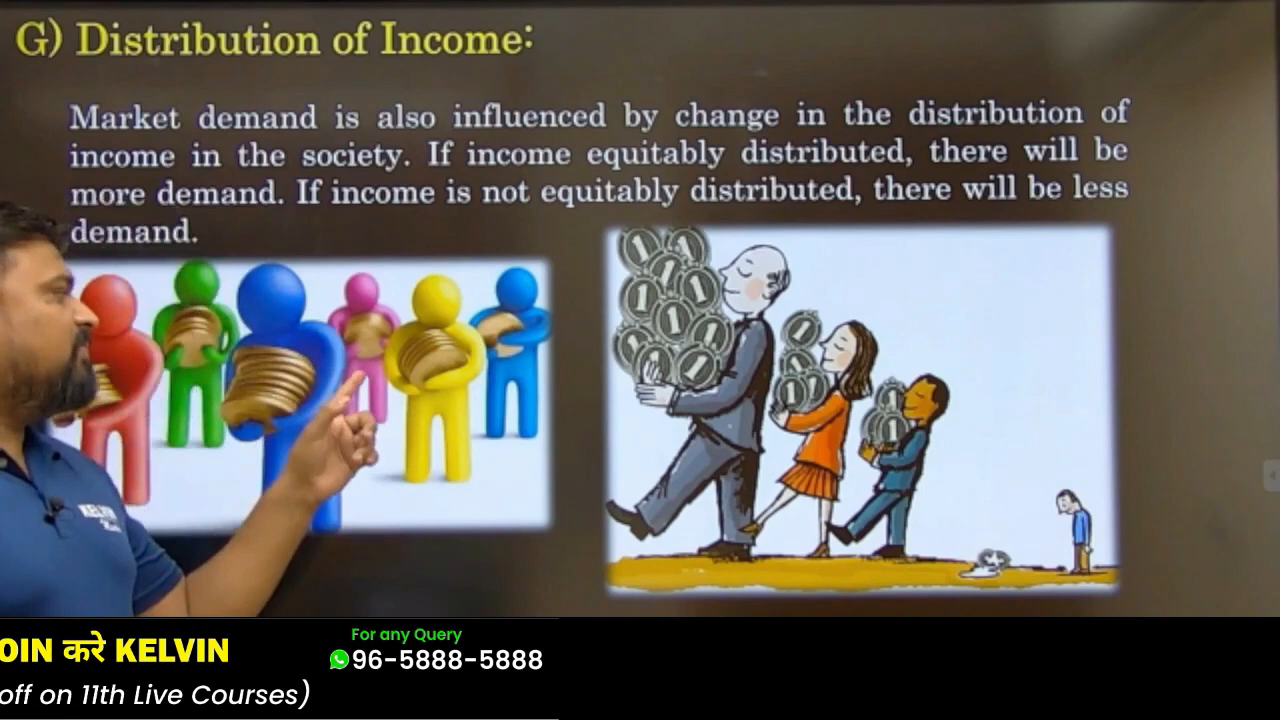 G) Distribution of Income:
Market demand is also influenced by change in the distribution of
income in the society. If income equitably distributed, there will be
more demand. If income is not equitably distributed, there will be less
demand.
KELVIN
OIN करे KELVIN
For any Query
96-5888-5888
off on 11th Live Courses)